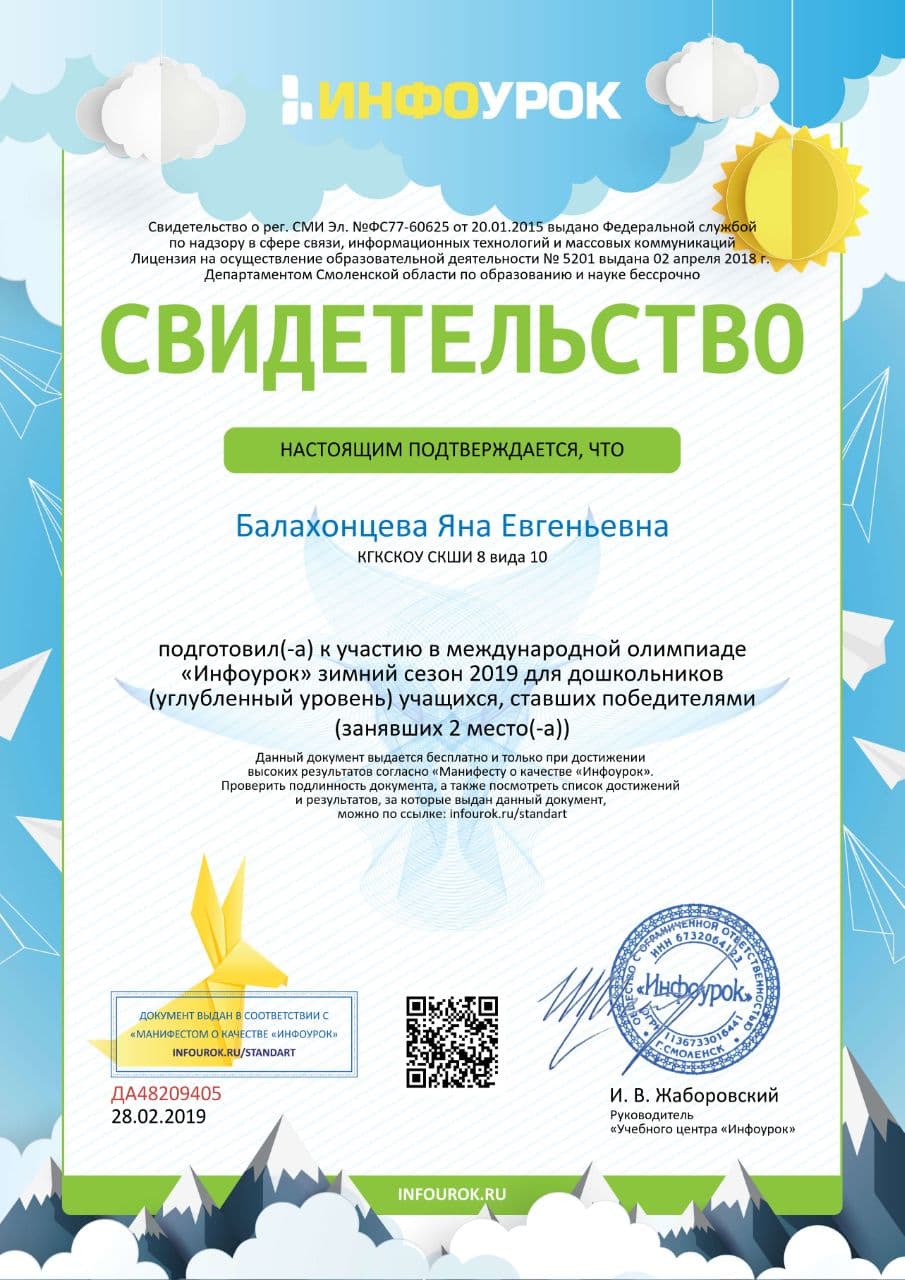 ИНФОУРОК
Свидетельство о рег. СМИ Эл. №ФС77-60625 от 20.01.2015 выдано Федеральной службой
по надзору в сфере связи, информационных технологий и массовых коммуникаций
Лицензия на осуществление образовательной деятельности № 5201 выдана 02 апреля 2018 г.
Департаментом Смоленской области по образованию и науке бессрочно
СВИДЕТЕЛЬСТВО
НАСТОЯЩИМ ПОДТВЕРЖДАЕТСЯ, ЧТО
Балахонцева Яна Евгеньевна
КГКСКОУ СКШИ 8 вида 10
подготовил(-а) к участию в международной олимпиаде
«Инфоурок» зимний сезон 2019 для дошкольников
(углубленный уровень) учащихся, ставших победителями
(занявших 2 место(-а))
Данный документ выдается бесплатно и только при достижении
высоких результатов согласно «Манифесту о качестве «Инфоурок».
Проверить подлинность документа, а также посмотреть список достижений
и результатов, за которые выдан данный документ,
можно по ссылке: infourok.ru/standart
ДОКУМЕНТ ВЫДАН В СООТВЕТСТВИИ С
«МАНИФЕСТОМ О КАЧЕСТВЕ «ИНФОУРОК»
INFOUROK.RU/STANDART
ДА48209405
28.02.2019
ОБЩЕСТВО С ОГРАНИЧЕННОЙ ОТВЕТСТВЕННОСТЬЮ
ИНН 6732064123
«Инфоурок»
ОГРН 1136733016441
Г.СМОЛЕНСК
И. В. Жаборовский
Руководитель
«Учебного центра «Инфоурок»
INFOUROK.RU